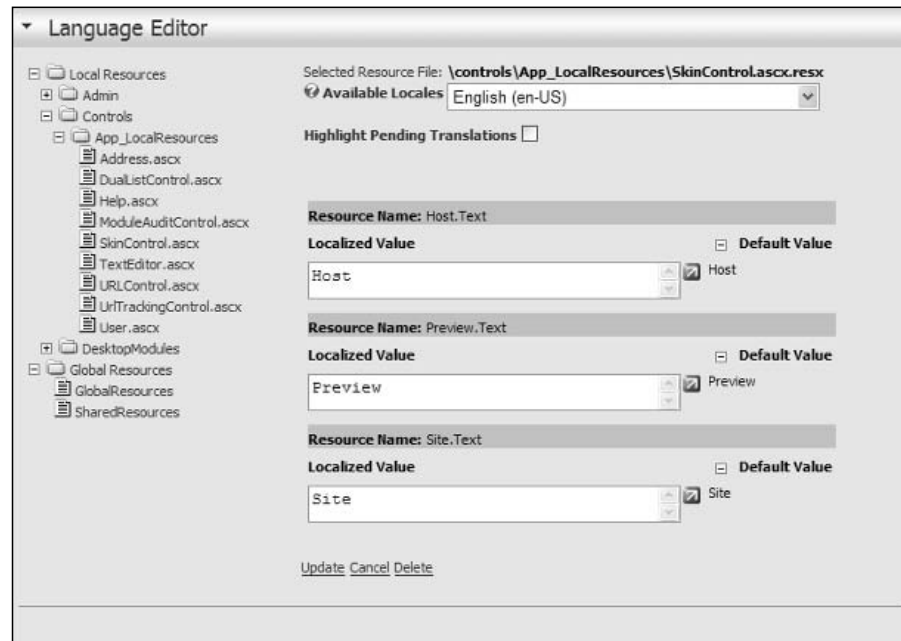 Language Editor
Local Resources
Admin
Controls
App_LocalResources
Address.ascx
DualListControl.ascx
Help.ascx
ModuleAuditControl.ascx
SkinControl.ascx
TextEditor.ascx
URLControl.ascx
UrlTrackingControl.ascx
User.ascx
DesktopModules
Global Resources
GlobalResources
SharedResources
Selected Resource File: \controls\App_LocalResources\SkinControl.ascx.resx
Available Locales English (en-US)
Highlight Pending Translations
Resource Name: Host.Text
Localized Value Default Value
Host Host
Resource Name: Preview.Text
Localized Value Default Value
Preview Preview
Resource Name: Site.Text
Localized Value Default Value
Site Site
Update Cancel Delete